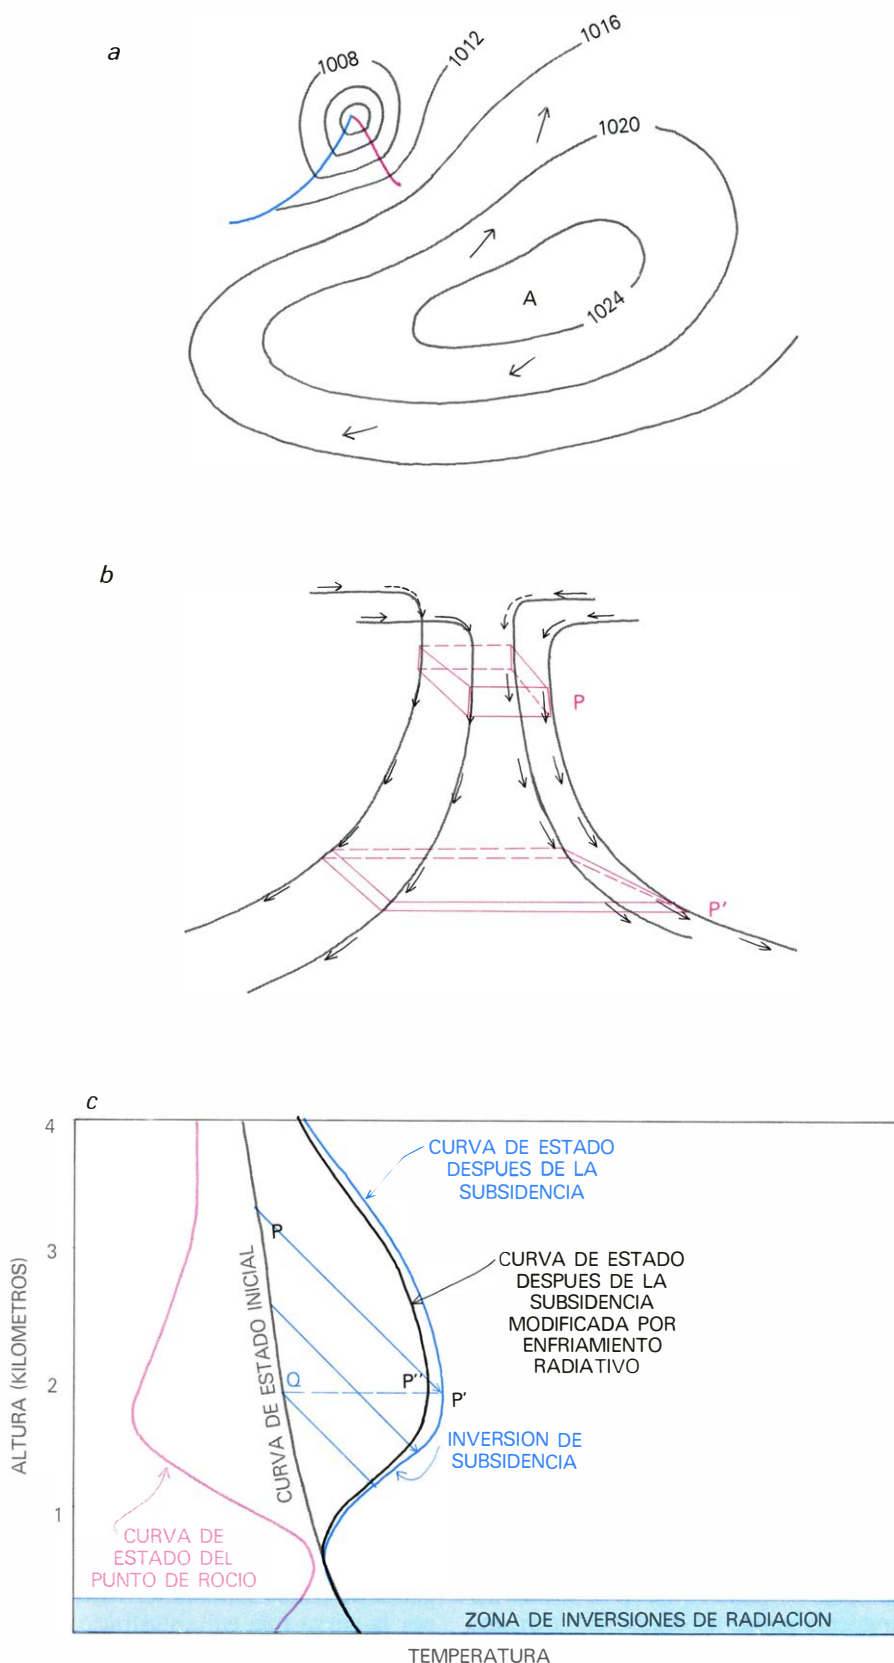 a
1008
1012
1016
1020
A
1024
b
P
P'
c
4
3
2
1
ALTURA (KILOMETROS)
CURVA DE ESTADO
DESPUES DE LA
SUBSIDENCIA
P
CURVA DE ESTADO INICIAL
CURVA DE ESTADO
DESPUES DE LA
SUBSIDENCIA
MODIFICADA POR
ENFRIAMIENTO
RADIATIVO
Q
P''
P'
INVERSION DE
SUBSIDENCIA
CURVA DE
ESTADO DEL
PUNTO DE ROCIO
ZONA DE INVERSIONES DE RADIACION
TEMPERATURA